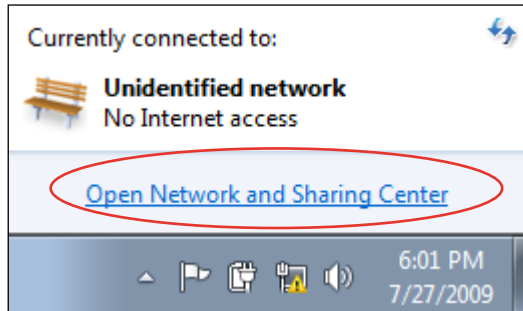 Currently connected to:
Unidentified network
No Internet access
Open Network and Sharing Center
6:01 PM
7/27/2009